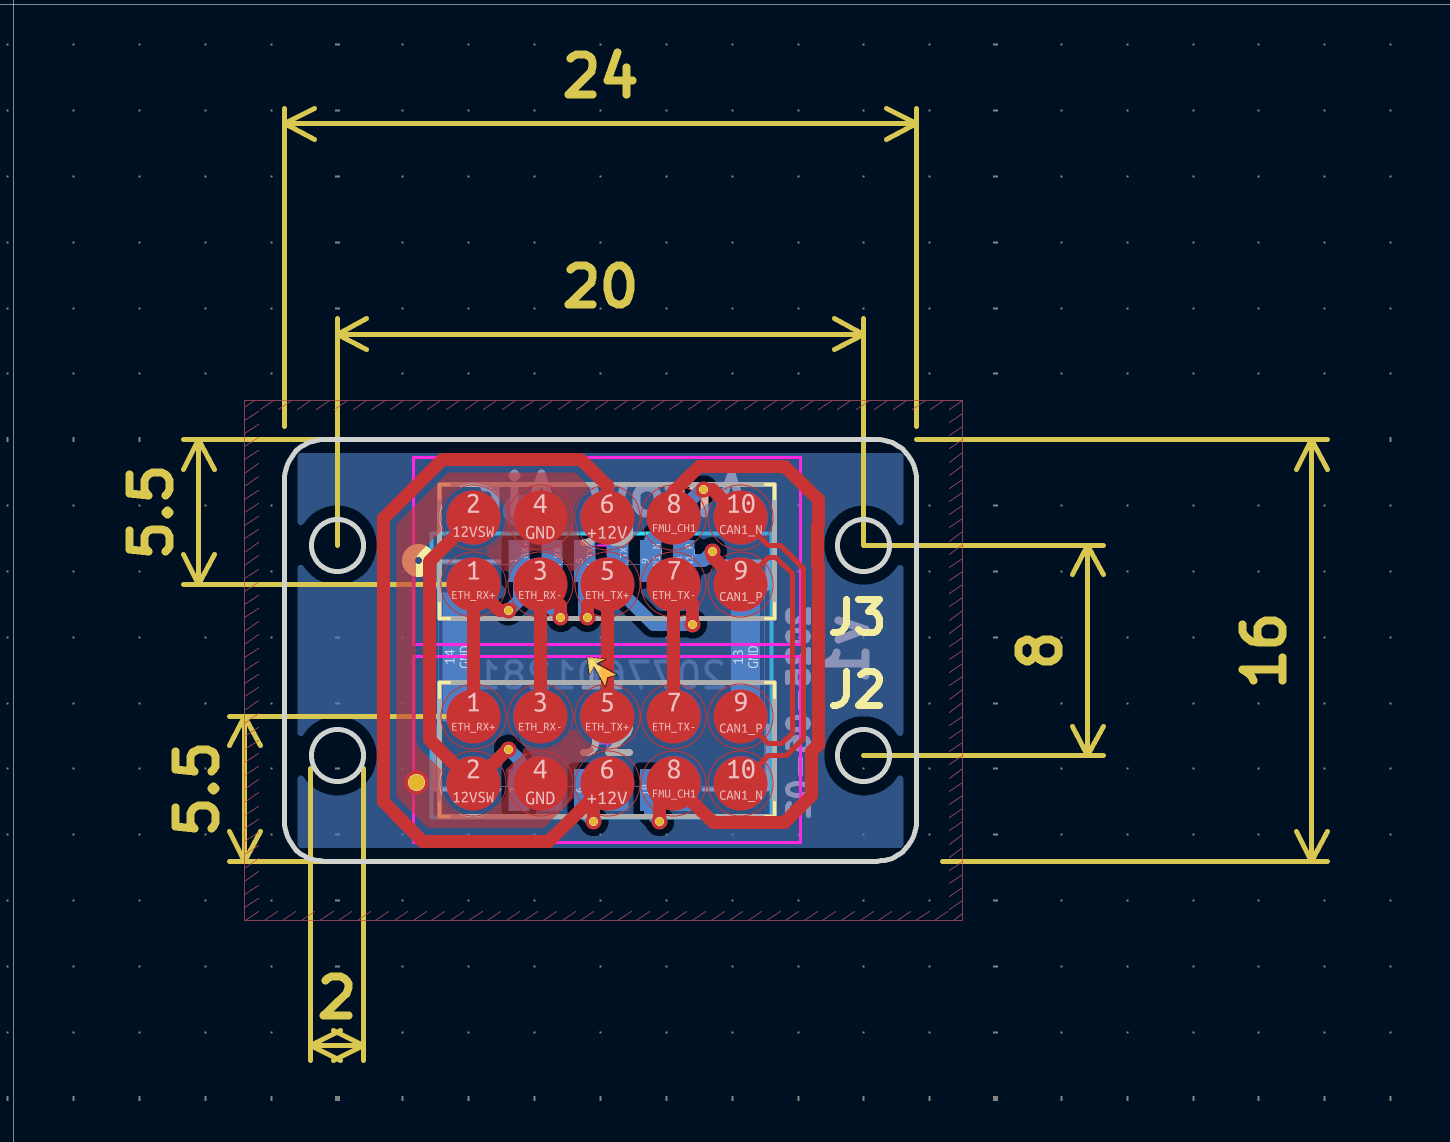 24
20
5.5
2 4 6 8 10
12VSW GND +12V FMU_CH1 CAN1_N
1 3 5 7 9
ETH_RX+ ETH_RX- ETH_TX+ ETH_TX- CAN1_P
J3
14 GND
13 GND
8
16
J2
1 3 5 7 9
ETH_RX+ ETH_RX- ETH_TX+ ETH_TX- CAN1_P
2 4 6 8 10
12VSW GND +12V FMU_CH1 CAN1_N
5.5
2